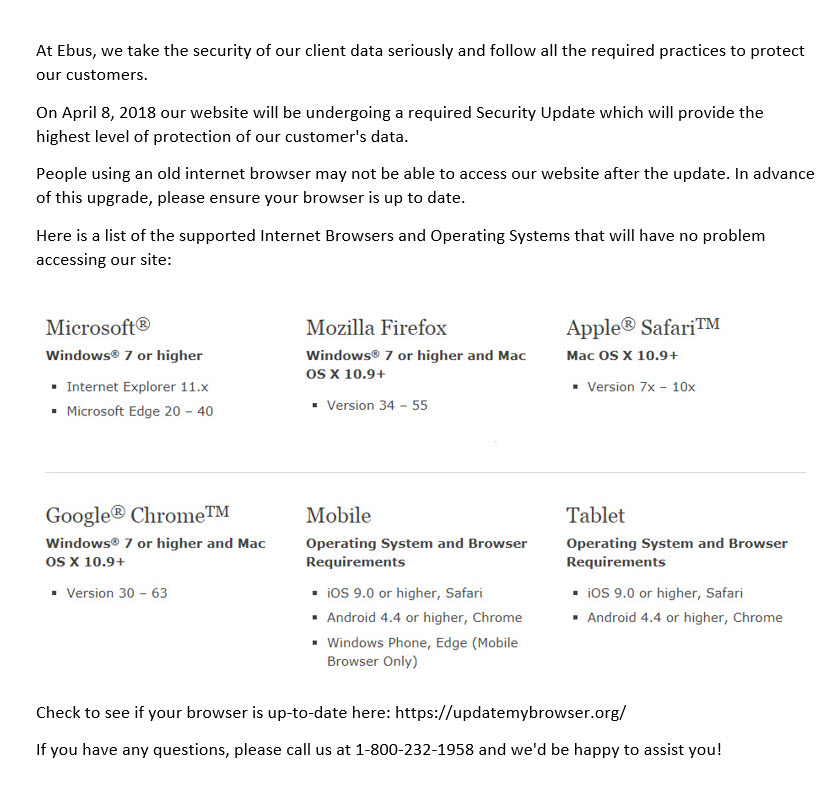 At Ebus, we take the security of our client data seriously and follow all the required practices to protect
our customers.
On April 8, 2018 our website will be undergoing a required Security Update which will provide the
highest level of protection of our customer's data.
People using an old internet browser may not be able to access our website after the update. In advance
of this upgrade, please ensure your browser is up to date.
Here is a list of the supported Internet Browsers and Operating Systems that will have no problem
accessing our site:
Microsoft®
Windows® 7 or higher
▪ Internet Explorer 11.x
▪ Microsoft Edge 20 – 40
Mozilla Firefox
Windows® 7 or higher and Mac
OS X 10.9+
▪ Version 34 – 55
Apple® Safari™
Mac OS X 10.9+
▪ Version 7x – 10x
Google® Chrome™
Windows® 7 or higher and Mac
OS X 10.9+
▪ Version 30 – 63
Mobile
Operating System and Browser
Requirements
▪ iOS 9.0 or higher, Safari
▪ Android 4.4 or higher, Chrome
▪ Windows Phone, Edge (Mobile
Browser Only)
Tablet
Operating System and Browser
Requirements
▪ iOS 9.0 or higher, Safari
▪ Android 4.4 or higher, Chrome
Check to see if your browser is up-to-date here: https://updatemybrowser.org/
If you have any questions, please call us at 1-800-232-1958 and we'd be happy to assist you!